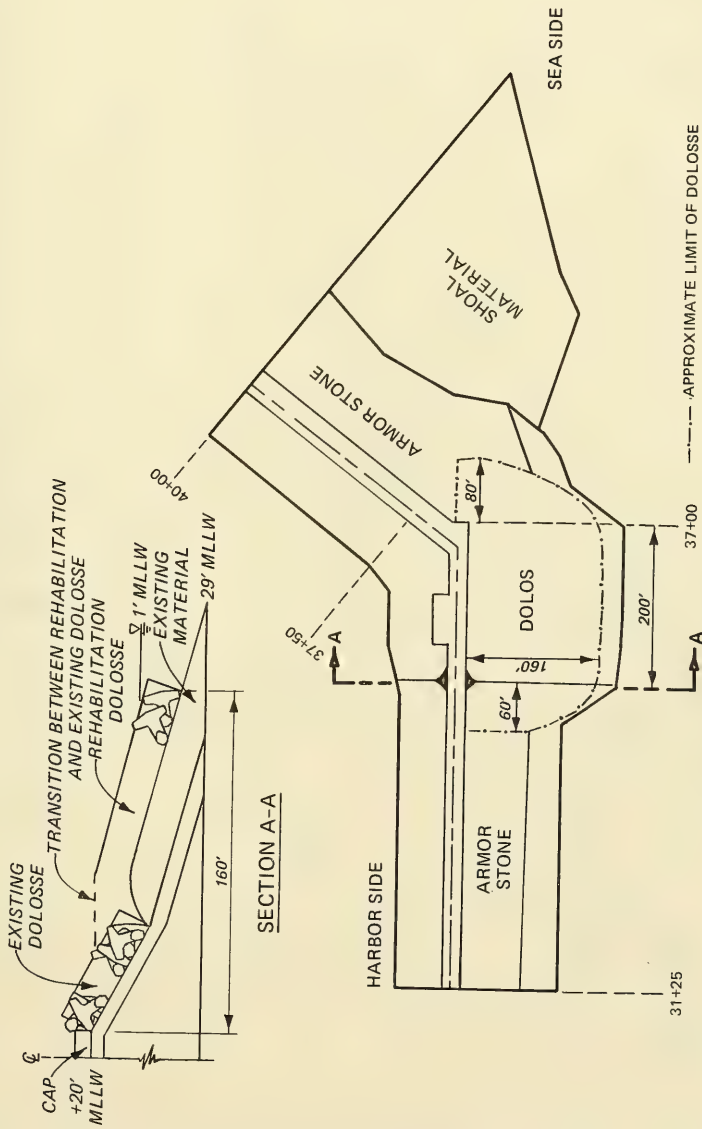 EXISTING
DOLOSSE
TRANSITION BETWEEN REHABILITATION
AND EXISTING DOLOSSE
REHABILITATION
DOLOSSE
1' MLLW
EXISTING
MATERIAL
29' MLLW
℄
CAP
+20'
MLLW
160'
SECTION A-A
40+00
37+50
SEA SIDE
SHOAL
MATERIAL
ARMOR STONE
HARBOR SIDE
A
80'
DOLOS
160'
60'
ARMOR
STONE
200'
A
31+25
37+00
APPROXIMATE LIMIT OF DOLOSSE